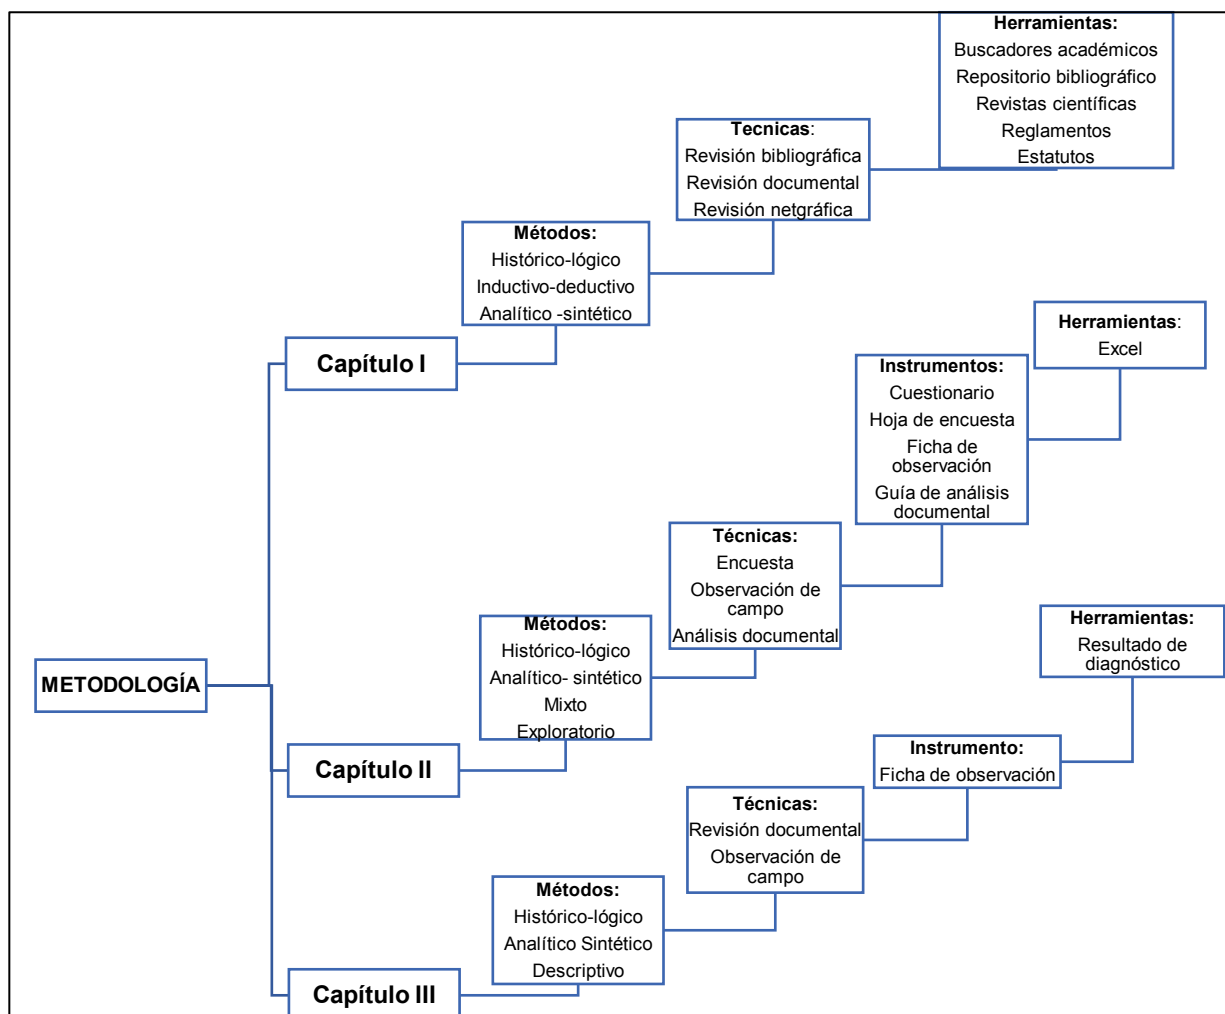 METODOLOGÍA
Capítulo I
Métodos:
Histórico-lógico
Inductivo-deductivo
Analítico -sintético
Tecnicas:
Revisión bibliográfica
Revisión documental
Revisión netgráfica
Herramientas:
Buscadores académicos
Repositorio bibliográfico
Revistas científicas
Reglamentos
Estatutos
Capítulo II
Métodos:
Histórico-lógico
Analítico- sintético
Mixto
Exploratorio
Técnicas:
Encuesta
Observación de
campo
Análisis documental
Instrumentos:
Cuestionario
Hoja de encuesta
Ficha de
observación
Guía de análisis
documental
Herramientas:
Excel
Capítulo III
Métodos:
Histórico-lógico
Analítico Sintético
Descriptivo
Técnicas:
Revisión documental
Observación de
campo
Instrumento:
Ficha de observación
Herramientas:
Resultado de
diagnóstico